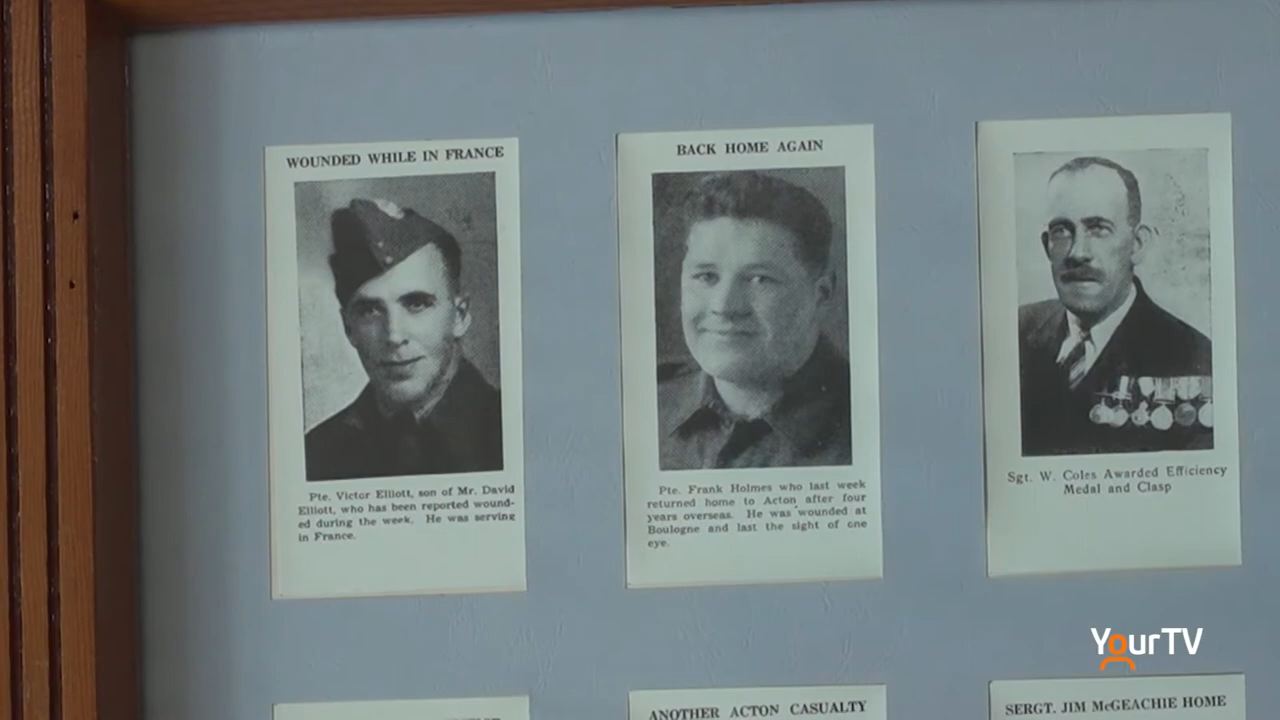 WOUNDED WHILE IN FRANCE
Pte. Victor Elliott, son of Mr. David
Elliott, who has been reported wound-
ed during the week. He was serving
in France.
BACK HOME AGAIN
Pte. Frank Holmes who last week
returned home to Acton after four
years overseas. He was wounded at
Boulogne and last the sight of one
eye.
Sgt. W. Coles Awarded Efficiency
Medal and Clasp
YourTV
ANOTHER ACTON CASUALTY
SERGT. JIM McGEACHIE HOME